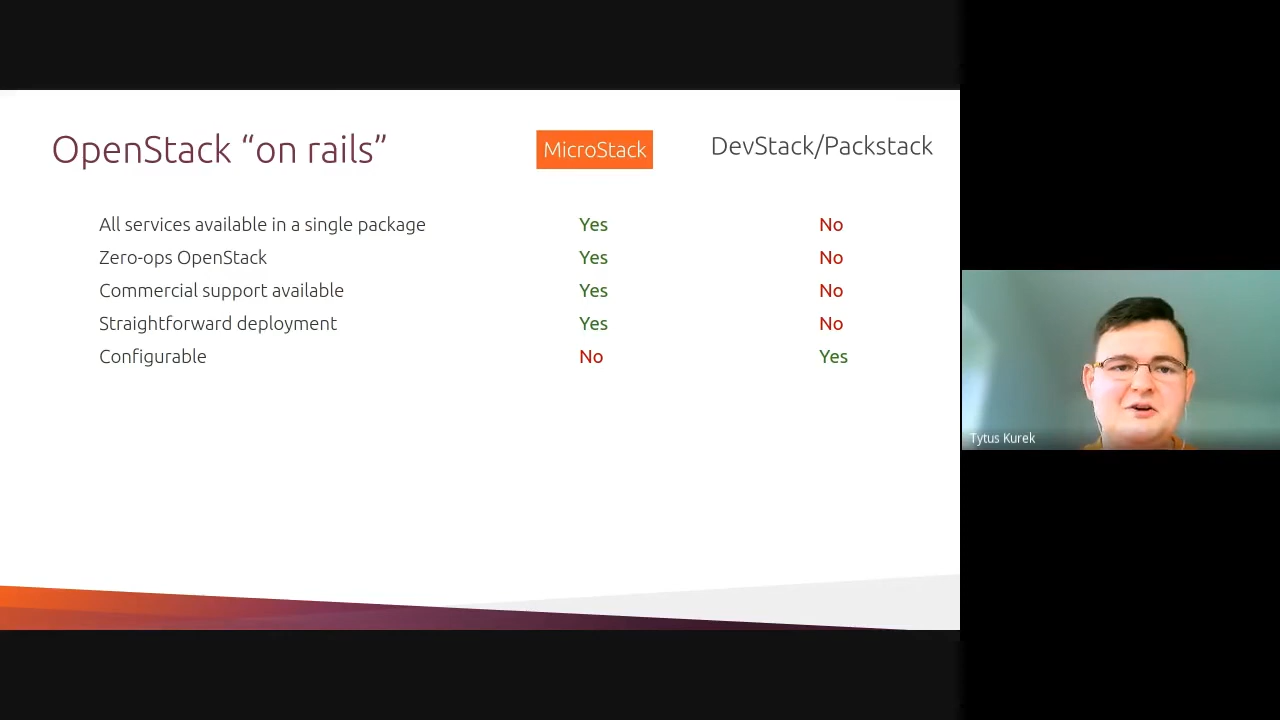 OpenStack “on rails”
MicroStack
DevStack/Packstack
All services available in a single package Yes No
Zero-ops OpenStack Yes No
Commercial support available Yes No
Straightforward deployment Yes No
Configurable No Yes
Tytus Kurek